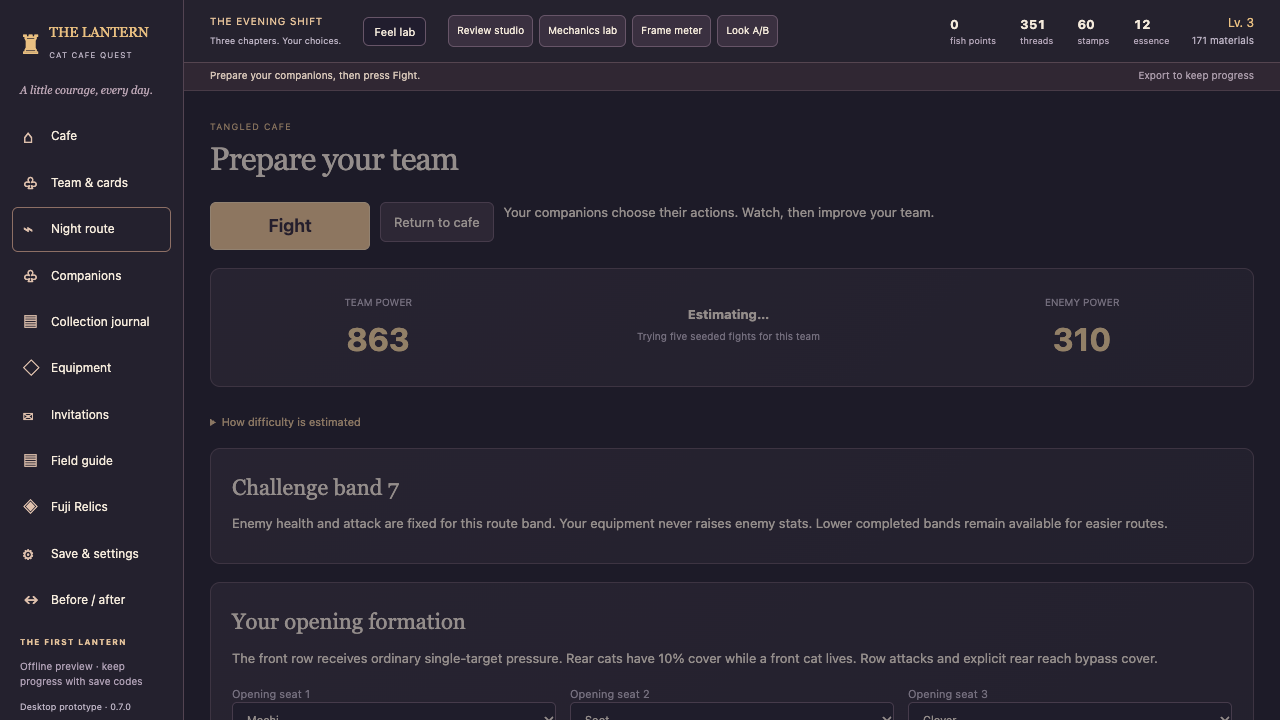 THE LANTERN
CAT CAFE QUEST
A little courage, every day.
Cafe
Team & cards
Night route
Companions
Collection journal
Equipment
Invitations
Field guide
Fuji Relics
Save & settings
Before / after
THE FIRST LANTERN
Offline preview · keep
progress with save codes
Desktop prototype · 0.7.0
THE EVENING SHIFT
Three chapters. Your choices.
Feel lab
Review studio
Mechanics lab
Frame meter
Look A/B
0
fish points
351
threads
60
stamps
12
essence
Lv. 3
171 materials
Prepare your companions, then press Fight.
Export to keep progress
TANGLED CAFE
Prepare your team
Fight
Return to cafe
Your companions choose their actions. Watch, then improve your team.
TEAM POWER
863
Estimating...
Trying five seeded fights for this team
ENEMY POWER
310
How difficulty is estimated
Challenge band 7
Enemy health and attack are fixed for this route band. Your equipment never raises enemy stats. Lower completed bands remain available for easier routes.
Your opening formation
The front row receives ordinary single-target pressure. Rear cats have 10% cover while a front cat lives. Row attacks and explicit rear reach bypass cover.
Opening seat 1
Opening seat 2
Opening seat 3
Mochi
Soot
Clover